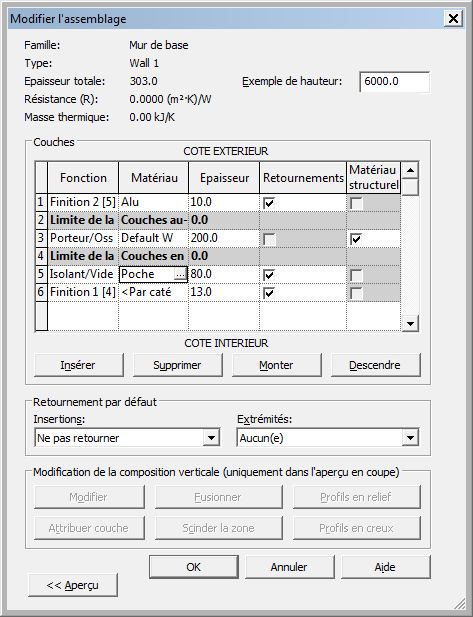 Modifier l'assemblage
Famille: Mur de base
Type: Wall 1
Epaisseur totale: 303.0 Exemple de hauteur: 6000.0
Résistance (R): 0.0000 (m²·K)/W
Masse thermique: 0.00 kJ/K
Couches
COTE EXTERIEUR
Fonction Matériau Epaisseur Retournements Matériau structurel
1 Finition 2 [5] Alu 10.0
2 Limite de la Couches au- 0.0
3 Porteur/Oss Default W 200.0
4 Limite de la Couches en 0.0
5 Isolant/Vide Poche ... 80.0
6 Finition 1 [4] <Par caté 13.0
COTE INTERIEUR
Insérer Supprimer Monter Descendre
Retournement par défaut
Insertions: Extrémités:
Ne pas retourner Aucun(e)
Modification de la composition verticale (uniquement dans l'aperçu en coupe)
Modifier Fusionner Profils en relief
Attribuer couche Scinder la zone Profils en creux
OK Annuler Aide
<< Aperçu